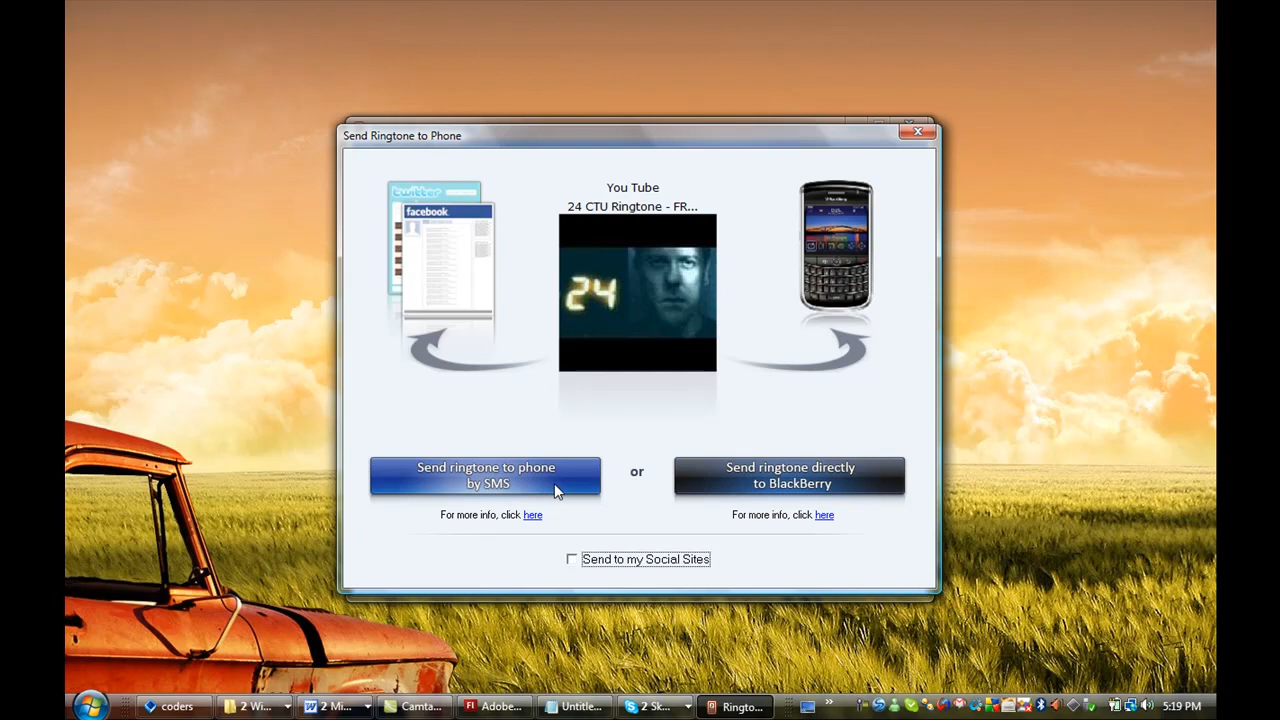 Send Ringtone to Phone
You Tube
24 CTU Ringtone - FR...
twitter
facebook
24
Send ringtone to phone
by SMS
or
Send ringtone directly
to BlackBerry
For more info, click here
For more info, click here
Send to my Social Sites
coders
2 Wi...
2 Mi...
Camta...
Adobe...
Untitle...
2 Sk...
Ringto...
5:19 PM